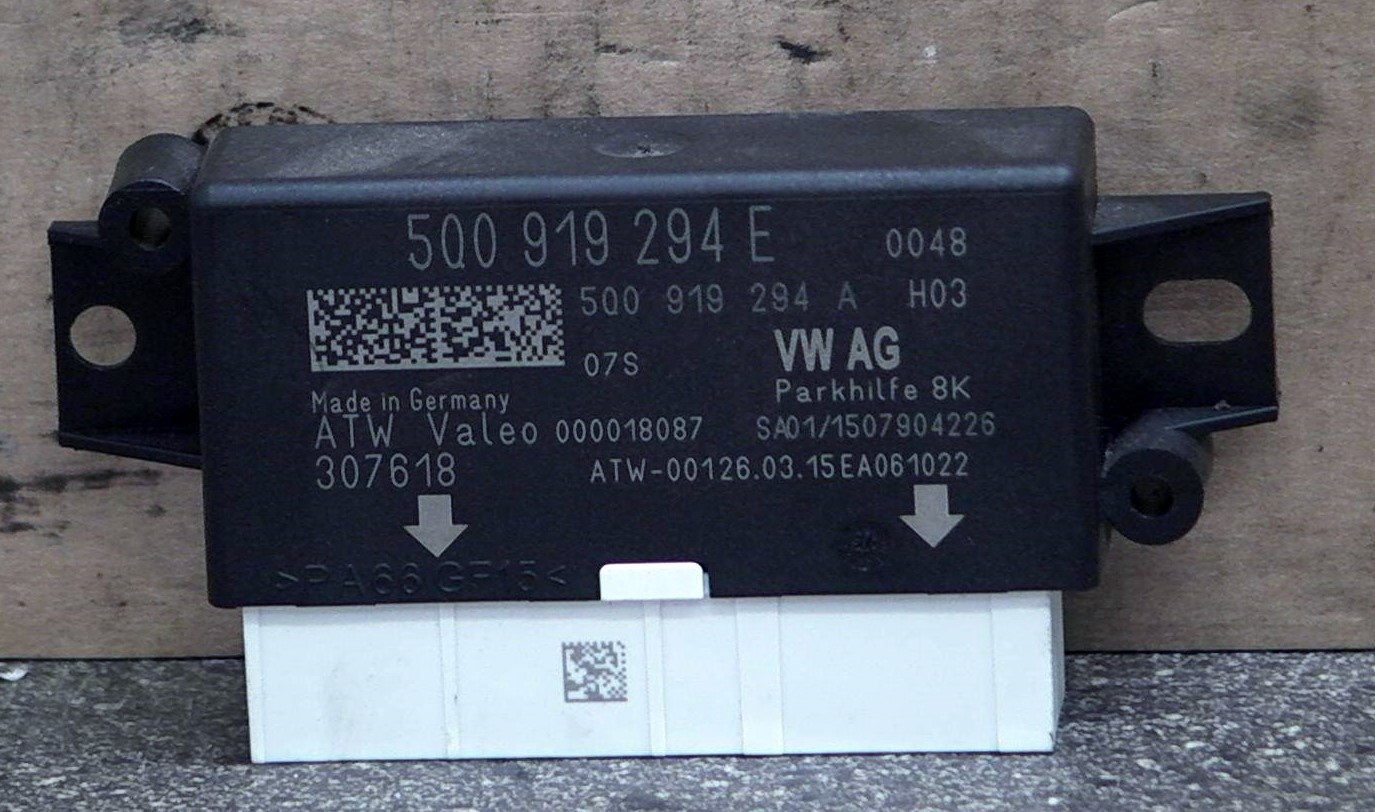 5Q0 919 294 E 0048
5Q0 919 294 A H03
07S VW AG
Parkhilfe 8K
Made in Germany
ATW Valeo 000018087 SA01/1507904226
307618 ATW-00126.03.15EA061022
>PA66 GF15<